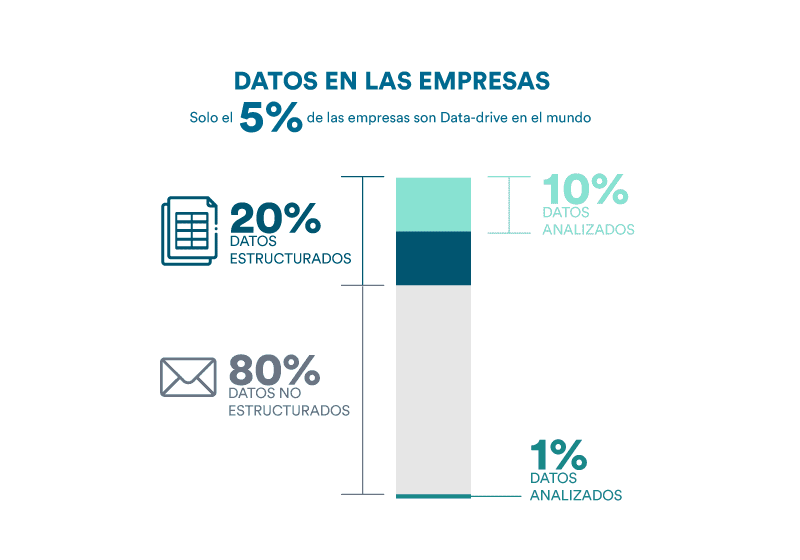 DATOS EN LAS EMPRESAS
Solo el 5% de las empresas son Data-drive en el mundo
20%
DATOS
ESTRUCTURADOS
10%
DATOS
ANALIZADOS
80%
DATOS NO
ESTRUCTURADOS
1%
DATOS
ANALIZADOS